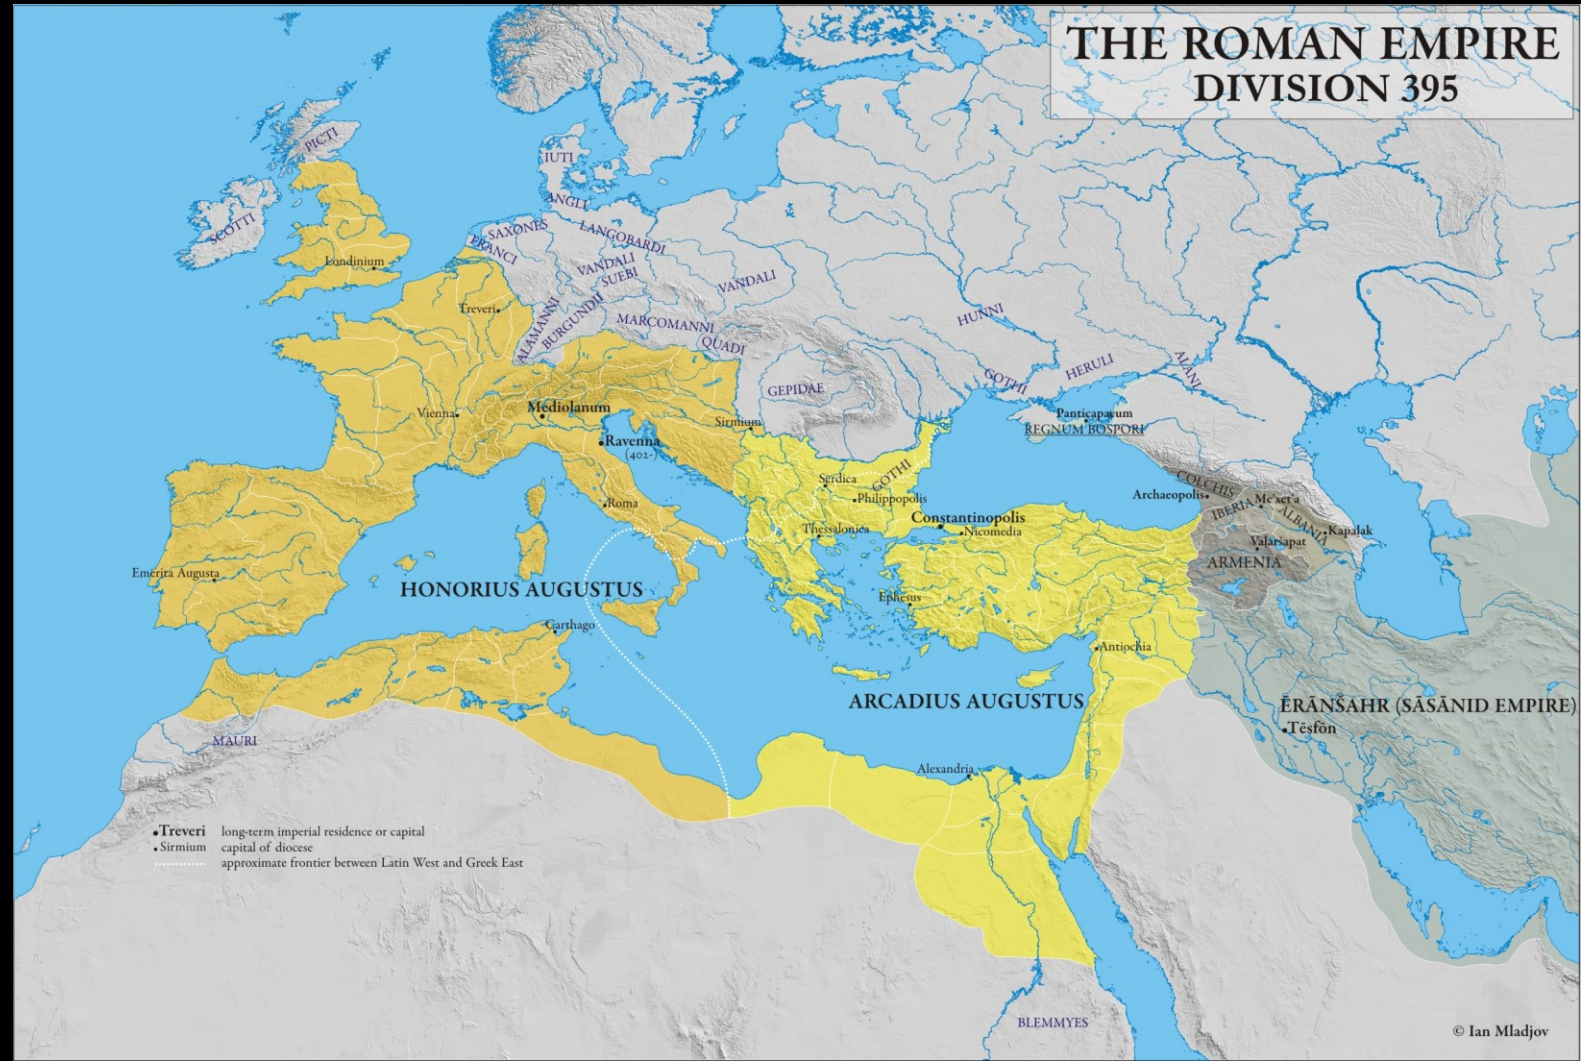 THE ROMAN EMPIRE
DIVISION 395
PICTI
IUTI
SCOTTI
ANGLI
SAXONES
LANGOBARDI
FRANCI
Londinium
VANDALI
SUEBI
VANDALI
Treveri
ALAMANNI
BURGUNDII
MARCOMANNI
QUADI
HUNNI
GEPIDAE
GOTHI
HERULI
ALANI
Vienna
Mediolanum
Sirmium
Panticapaeum
REGNUM BOSPORI
Ravenna
(402-)
Serdica
GOTHI
Philippopolis
COLCHIS
Archaeopolis
IBERIA
Mc'xet'a
ALBANIA
Kapalak
Roma
Constantinopolis
Thessalonica
Nicomedia
Valaršapat
ARMENIA
Emerita Augusta
HONORIUS AUGUSTUS
Ephesus
Carthago
Antiochia
ARCADIUS AUGUSTUS
ĒRĀNŠAHR (SĀSĀNID EMPIRE)
Tēsfōn
MAURI
Alexandria
Treveri long-term imperial residence or capital
Sirmium capital of diocese
approximate frontier between Latin West and Greek East
BLEMMYES
© Ian Mladjov